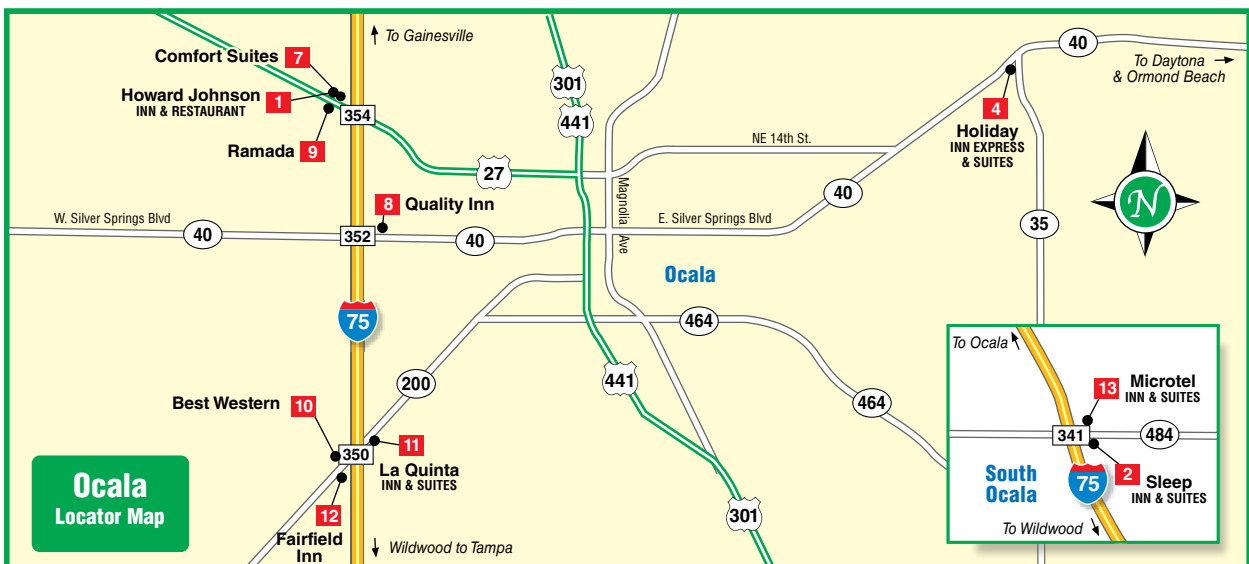 To Gainesville
Comfort Suites 7
Howard Johnson 1
INN & RESTAURANT
Ramada 9
354
301
441
27
NE 14th St.
40
To Daytona
& Ormond Beach
4
Holiday
INN EXPRESS
& SUITES
N
8 Quality Inn
W. Silver Springs Blvd
40
352
40
Magnolia Ave
E. Silver Springs Blvd
40
35
Ocala
75
464
200
441
464
Best Western 10
350
11
La Quinta
INN & SUITES
12
Fairfield
Inn
Wildwood to Tampa
301
Ocala
Locator Map
To Ocala
13 Microtel
INN & SUITES
341
484
South
Ocala
75
2 Sleep
INN & SUITES
To Wildwood